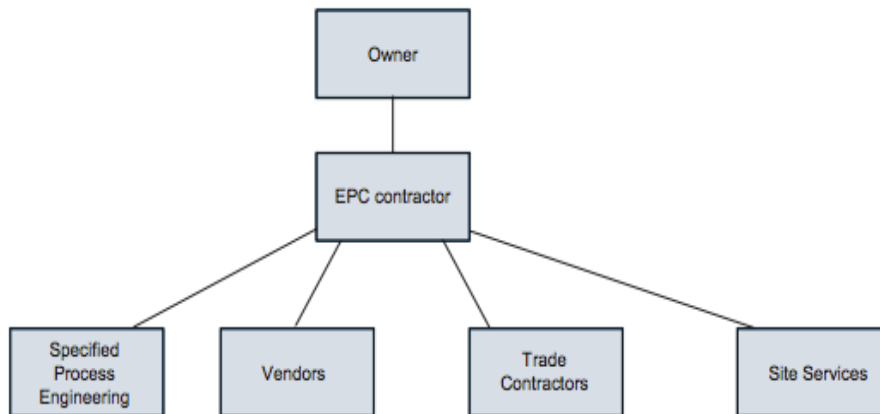 Owner
EPC contractor
Specified
Process
Engineering
Vendors
Trade
Contractors
Site Services